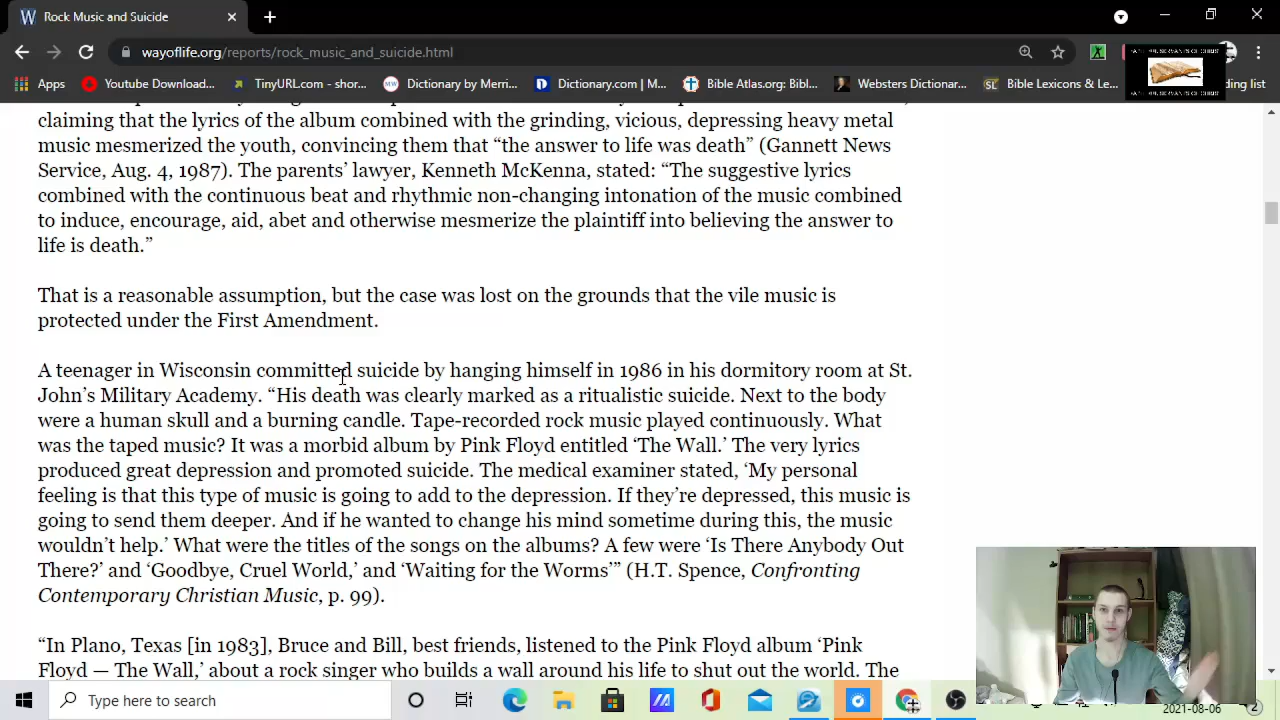 Rock Music and Suicide
wayoflife.org/reports/rock_music_and_suicide.html
Apps Youtube Download... TinyURL.com - shor... Dictionary by Merri... Dictionary.com | M... Bible Atlas.org: Bibl... Websters Dictionar... Bible Lexicons & Le... ding list
claiming that the lyrics of the album combined with the grinding, vicious, depressing heavy metal
music mesmerized the youth, convincing them that “the answer to life was death” (Gannett News
Service, Aug. 4, 1987). The parents’ lawyer, Kenneth McKenna, stated: “The suggestive lyrics
combined with the continuous beat and rhythmic non-changing intonation of the music combined
to induce, encourage, aid, abet and otherwise mesmerize the plaintiff into believing the answer to
life is death.”
That is a reasonable assumption, but the case was lost on the grounds that the vile music is
protected under the First Amendment.
A teenager in Wisconsin committed suicide by hanging himself in 1986 in his dormitory room at St.
John’s Military Academy. “His death was clearly marked as a ritualistic suicide. Next to the body
were a human skull and a burning candle. Tape-recorded rock music played continuously. What
was the taped music? It was a morbid album by Pink Floyd entitled ‘The Wall.’ The very lyrics
produced great depression and promoted suicide. The medical examiner stated, ‘My personal
feeling is that this type of music is going to add to the depression. If they’re depressed, this music is
going to send them deeper. And if he wanted to change his mind sometime during this, the music
wouldn’t help.’ What were the titles of the songs on the albums? A few were ‘Is There Anybody Out
There?’ and ‘Goodbye, Cruel World,’ and ‘Waiting for the Worms’” (H.T. Spence, Confronting
Contemporary Christian Music, p. 99).
“In Plano, Texas [in 1983], Bruce and Bill, best friends, listened to the Pink Floyd album ‘Pink
Floyd — The Wall,’ about a rock singer who builds a wall around his life to shut out the world. The
Type here to search
2021-08-06
2